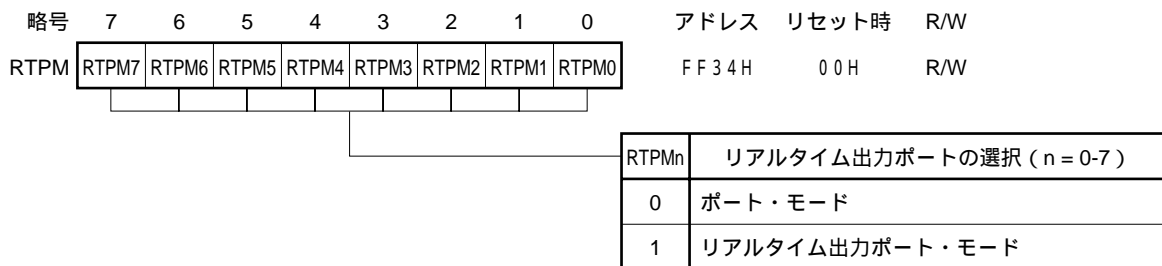 略号 7 6 5 4 3 2 1 0 アドレス リセット時 R/W
RTPM RTPM7 RTPM6 RTPM5 RTPM4 RTPM3 RTPM2 RTPM1 RTPM0 FF34H 00H R/W
RTPMn リアルタイム出力ポートの選択（n = 0-7）
0 ポート・モード
1 リアルタイム出力ポート・モード